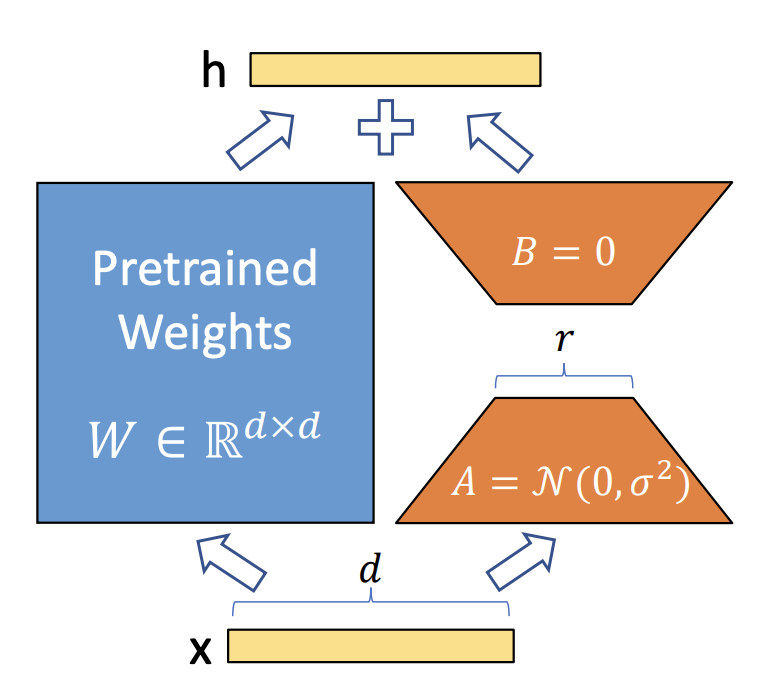 h
Pretrained
Weights
W ∈ ℝ^{d×d}
B = 0
r
A = 𝒩(0, σ²)
d
x